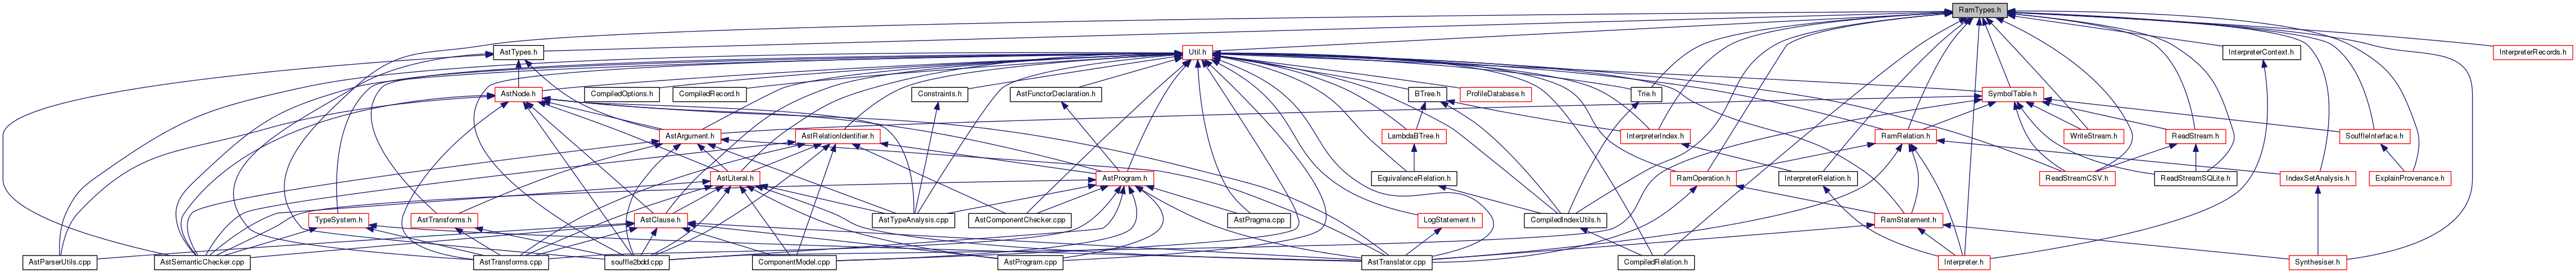 RamTypes.h
AstTypes.h
Util.h
InterpreterContext.h
InterpreterRecords.h
AstNode.h
CompiledOptions.h
CompiledRecord.h
Constraints.h
AstFunctorDeclaration.h
BTree.h
ProfileDatabase.h
Trie.h
SymbolTable.h
AstArgument.h
AstRelationIdentifier.h
LambdaBTree.h
InterpreterIndex.h
RamRelation.h
WriteStream.h
ReadStream.h
SouffleInterface.h
AstLiteral.h
AstProgram.h
EquivalenceRelation.h
RamOperation.h
InterpreterRelation.h
ReadStreamCSV.h
ReadStreamSQLite.h
IndexSetAnalysis.h
ExplainProvenance.h
TypeSystem.h
AstTransforms.h
AstClause.h
AstTypeAnalysis.cpp
AstComponentChecker.cpp
AstPragma.cpp
LogStatement.h
CompiledIndexUtils.h
RamStatement.h
AstParserUtils.cpp
AstSemanticChecker.cpp
AstTransforms.cpp
souffle2bdd.cpp
ComponentModel.cpp
AstProgram.cpp
AstTranslator.cpp
CompiledRelation.h
Interpreter.h
Synthesiser.h